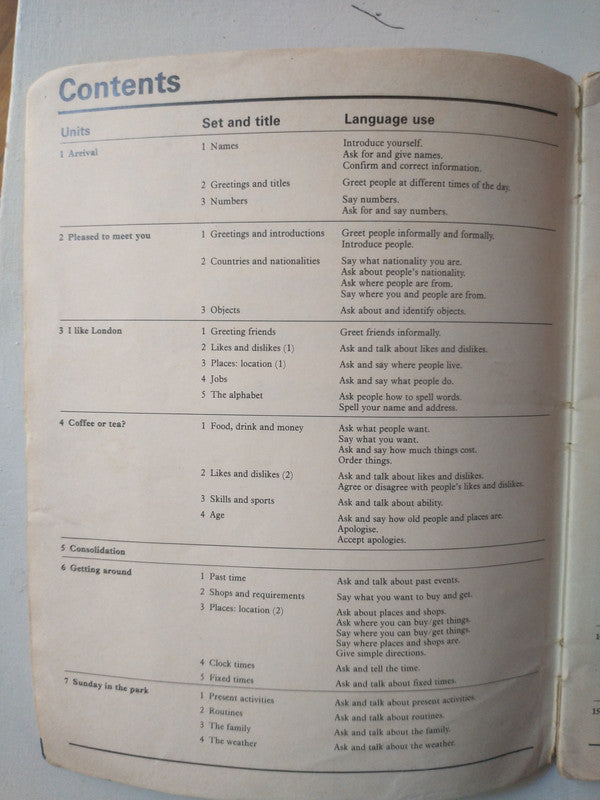 Contents
Units Set and title Language use
1 Arrival 1 Names Introduce yourself.
Ask for and give names.
Confirm and correct information.
2 Greetings and titles Greet people at different times of the day.
3 Numbers Say numbers.
Ask for and say numbers.
2 Pleased to meet you 1 Greetings and introductions Greet people informally and formally.
Introduce people.
2 Countries and nationalities Say what nationality you are.
Ask about people's nationality.
Ask where people are from.
Say where you and people are from.
3 Objects Ask about and identify objects.
3 I like London 1 Greeting friends Greet friends informally.
2 Likes and dislikes (1) Ask and talk about likes and dislikes.
3 Places: location (1) Ask and say where people live.
4 Jobs Ask and say what people do.
5 The alphabet Ask people how to spell words.
Spell your name and address.
4 Coffee or tea? 1 Food, drink and money Ask what people want.
Say what you want.
Ask and say how much things cost.
Order things.
2 Likes and dislikes (2) Ask and talk about likes and dislikes.
Agree or disagree with people's likes and dislikes.
3 Skills and sports Ask and talk about ability.
4 Age Ask and say how old people and places are.
Apologise.
Accept apologies.
5 Consolidation
6 Getting around 1 Past time Ask and talk about past events.
2 Shops and requirements Say what you want to buy and get.
3 Places: location (2) Ask about places and shops.
Ask where you can buy/get things.
Say where you can buy/get things.
Say where places and shops are.
Give simple directions.
4 Clock times Ask and tell the time.
5 Fixed times Ask and talk about fixed times.
7 Sunday in the park 1 Present activities Ask and talk about present activities.
2 Routines Ask and talk about routines.
3 The family Ask and talk about the family.
4 The weather Ask and talk about the weather.
15